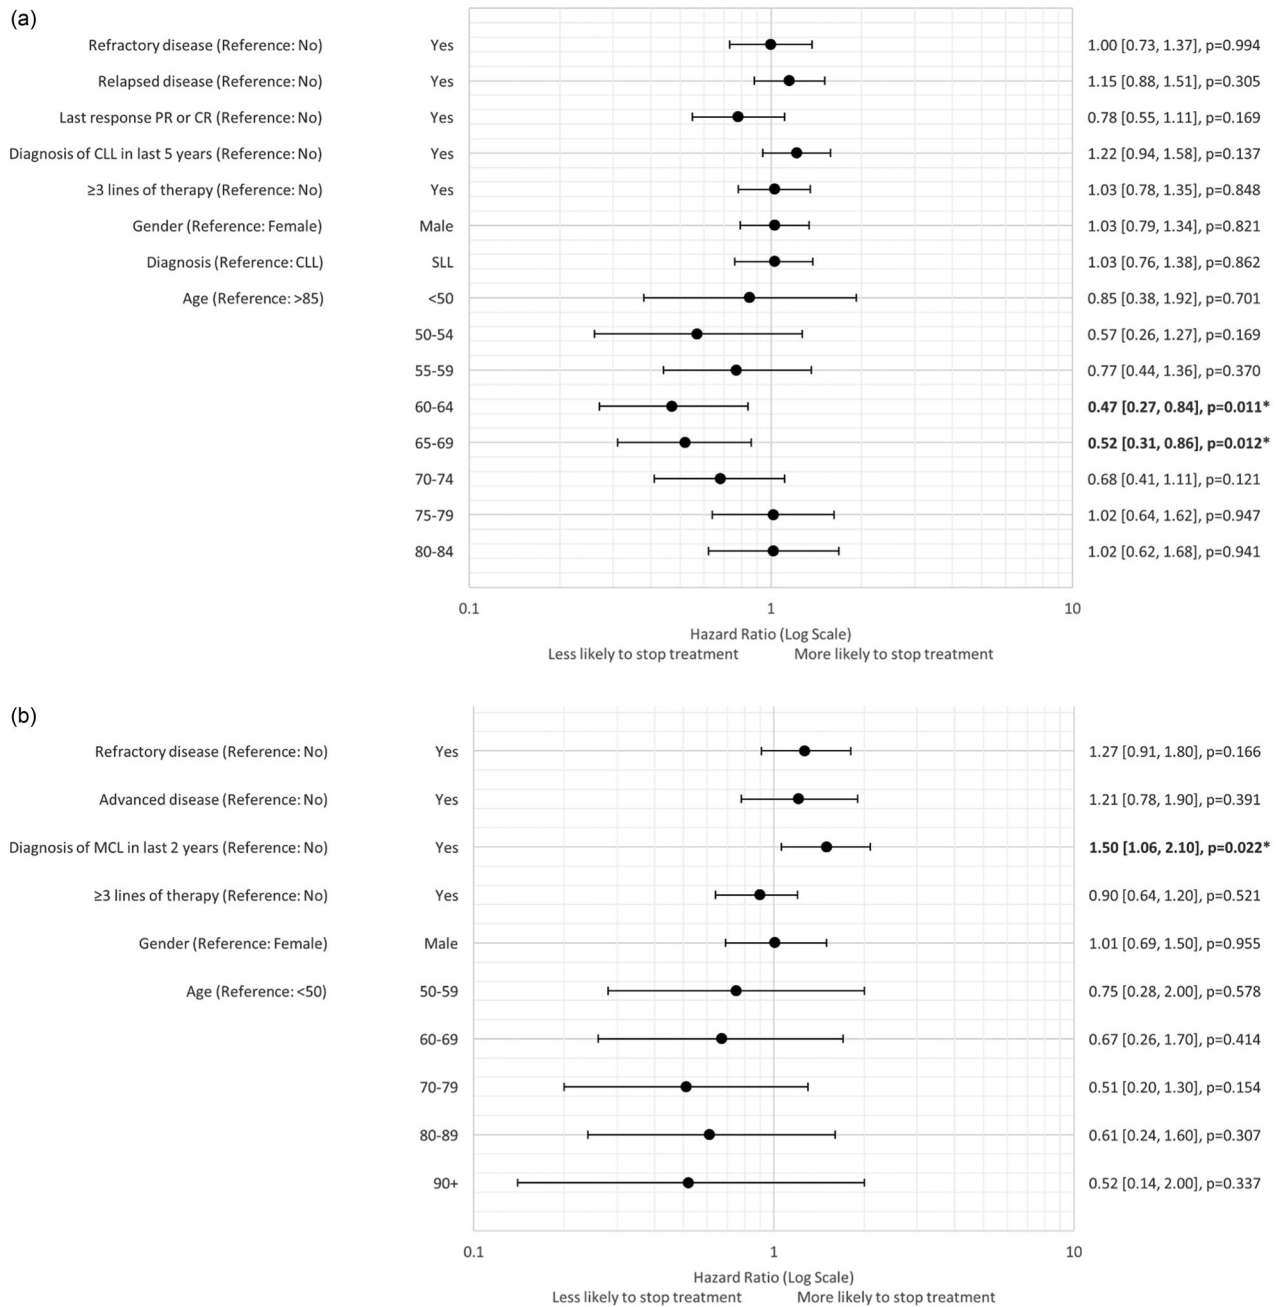 (a)
Refractory disease (Reference: No) Yes 1.00 [0.73, 1.37], p=0.994
Relapsed disease (Reference: No) Yes 1.15 [0.88, 1.51], p=0.305
Last response PR or CR (Reference: No) Yes 0.78 [0.55, 1.11], p=0.169
Diagnosis of CLL in last 5 years (Reference: No) Yes 1.22 [0.94, 1.58], p=0.137
≥3 lines of therapy (Reference: No) Yes 1.03 [0.78, 1.35], p=0.848
Gender (Reference: Female) Male 1.03 [0.79, 1.34], p=0.821
Diagnosis (Reference: CLL) SLL 1.03 [0.76, 1.38], p=0.862
Age (Reference: >85) <50 0.85 [0.38, 1.92], p=0.701
50-54 0.57 [0.26, 1.27], p=0.169
55-59 0.77 [0.44, 1.36], p=0.370
60-64 0.47 [0.27, 0.84], p=0.011*
65-69 0.52 [0.31, 0.86], p=0.012*
70-74 0.68 [0.41, 1.11], p=0.121
75-79 1.02 [0.64, 1.62], p=0.947
80-84 1.02 [0.62, 1.68], p=0.941
0.1 1 10
Hazard Ratio (Log Scale)
Less likely to stop treatment More likely to stop treatment
(b)
Refractory disease (Reference: No) Yes 1.27 [0.91, 1.80], p=0.166
Advanced disease (Reference: No) Yes 1.21 [0.78, 1.90], p=0.391
Diagnosis of MCL in last 2 years (Reference: No) Yes 1.50 [1.06, 2.10], p=0.022*
≥3 lines of therapy (Reference: No) Yes 0.90 [0.64, 1.20], p=0.521
Gender (Reference: Female) Male 1.01 [0.69, 1.50], p=0.955
Age (Reference: <50) 50-59 0.75 [0.28, 2.00], p=0.578
60-69 0.67 [0.26, 1.70], p=0.414
70-79 0.51 [0.20, 1.30], p=0.154
80-89 0.61 [0.24, 1.60], p=0.307
90+ 0.52 [0.14, 2.00], p=0.337
0.1 1 10
Hazard Ratio (Log Scale)
Less likely to stop treatment More likely to stop treatment